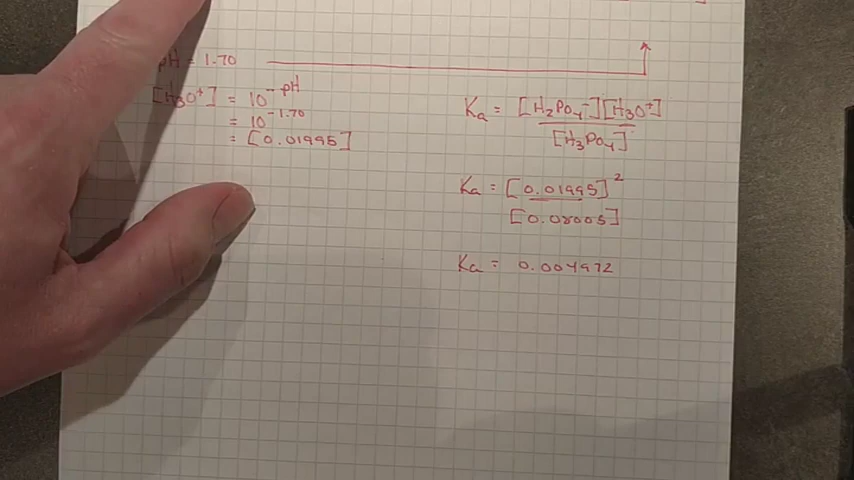 pH = 1.70
[H₃O⁺] = 10^-pH
= 10^-1.70
= [0.01995]
Ka = [H₂PO₄⁻][H₃O⁺]
[H₃PO₄]
Ka = [0.01995]²
[0.08005]
Ka = 0.004972